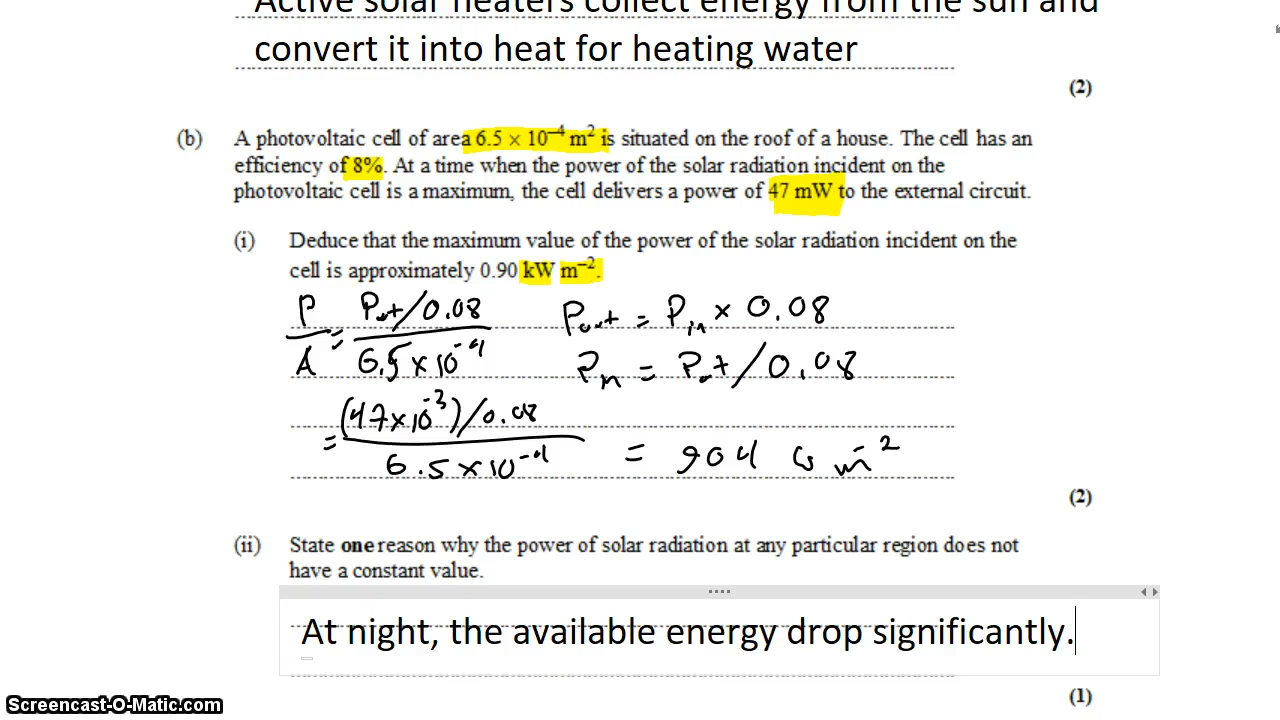 Active solar heaters collect energy from the sun and
convert it into heat for heating water
(2)
(b) A photovoltaic cell of area 6.5 × 10⁻⁴ m² is situated on the roof of a house. The cell has an
efficiency of 8%. At a time when the power of the solar radiation incident on the
photovoltaic cell is a maximum, the cell delivers a power of 47 mW to the external circuit.
(i) Deduce that the maximum value of the power of the solar radiation incident on the
cell is approximately 0.90 kW m⁻².
P/A = (Pout/0.08)/(6.5 × 10⁻⁴)
Pout = Pin × 0.08
Pin = Pout/0.08
= ((47×10⁻³)/0.08)/(6.5 × 10⁻⁴) = 904 W m⁻²
(2)
(ii) State one reason why the power of solar radiation at any particular region does not
have a constant value.
At night, the available energy drop significantly.
(1)
Screencast-O-Matic.com